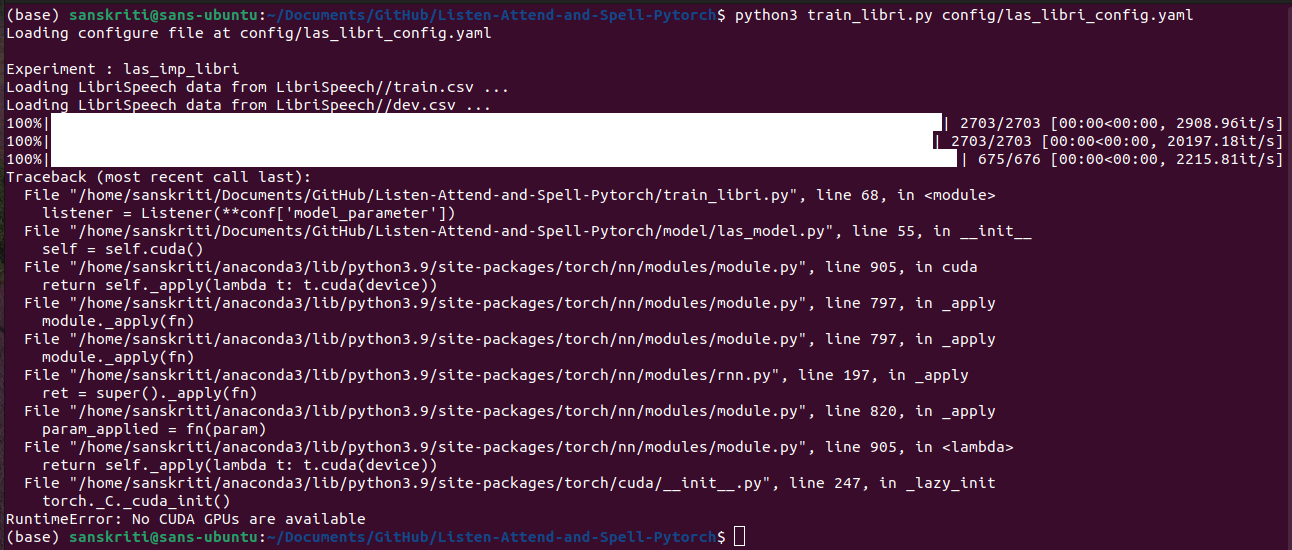 (base) sanskriti@sans-ubuntu:~/Documents/GitHub/Listen-Attend-and-Spell-Pytorch$ python3 train_libri.py config/las_libri_config.yaml
Loading configure file at config/las_libri_config.yaml

Experiment : las_imp_libri
Loading LibriSpeech data from LibriSpeech//train.csv ...
Loading LibriSpeech data from LibriSpeech//dev.csv ...
100%| | 2703/2703 [00:00<00:00, 2908.96it/s]
100%| | 2703/2703 [00:00<00:00, 20197.18it/s]
100%| | 675/676 [00:00<00:00, 2215.81it/s]
Traceback (most recent call last):
  File "/home/sanskriti/Documents/GitHub/Listen-Attend-and-Spell-Pytorch/train_libri.py", line 68, in <module>
    listener = Listener(**conf['model_parameter'])
  File "/home/sanskriti/Documents/GitHub/Listen-Attend-and-Spell-Pytorch/model/las_model.py", line 55, in __init__
    self = self.cuda()
  File "/home/sanskriti/anaconda3/lib/python3.9/site-packages/torch/nn/modules/module.py", line 905, in cuda
    return self._apply(lambda t: t.cuda(device))
  File "/home/sanskriti/anaconda3/lib/python3.9/site-packages/torch/nn/modules/module.py", line 797, in _apply
    module._apply(fn)
  File "/home/sanskriti/anaconda3/lib/python3.9/site-packages/torch/nn/modules/module.py", line 797, in _apply
    module._apply(fn)
  File "/home/sanskriti/anaconda3/lib/python3.9/site-packages/torch/nn/modules/rnn.py", line 197, in _apply
    ret = super()._apply(fn)
  File "/home/sanskriti/anaconda3/lib/python3.9/site-packages/torch/nn/modules/module.py", line 820, in _apply
    param_applied = fn(param)
  File "/home/sanskriti/anaconda3/lib/python3.9/site-packages/torch/nn/modules/module.py", line 905, in <lambda>
    return self._apply(lambda t: t.cuda(device))
  File "/home/sanskriti/anaconda3/lib/python3.9/site-packages/torch/cuda/__init__.py", line 247, in _lazy_init
    torch._C._cuda_init()
RuntimeError: No CUDA GPUs are available
(base) sanskriti@sans-ubuntu:~/Documents/GitHub/Listen-Attend-and-Spell-Pytorch$